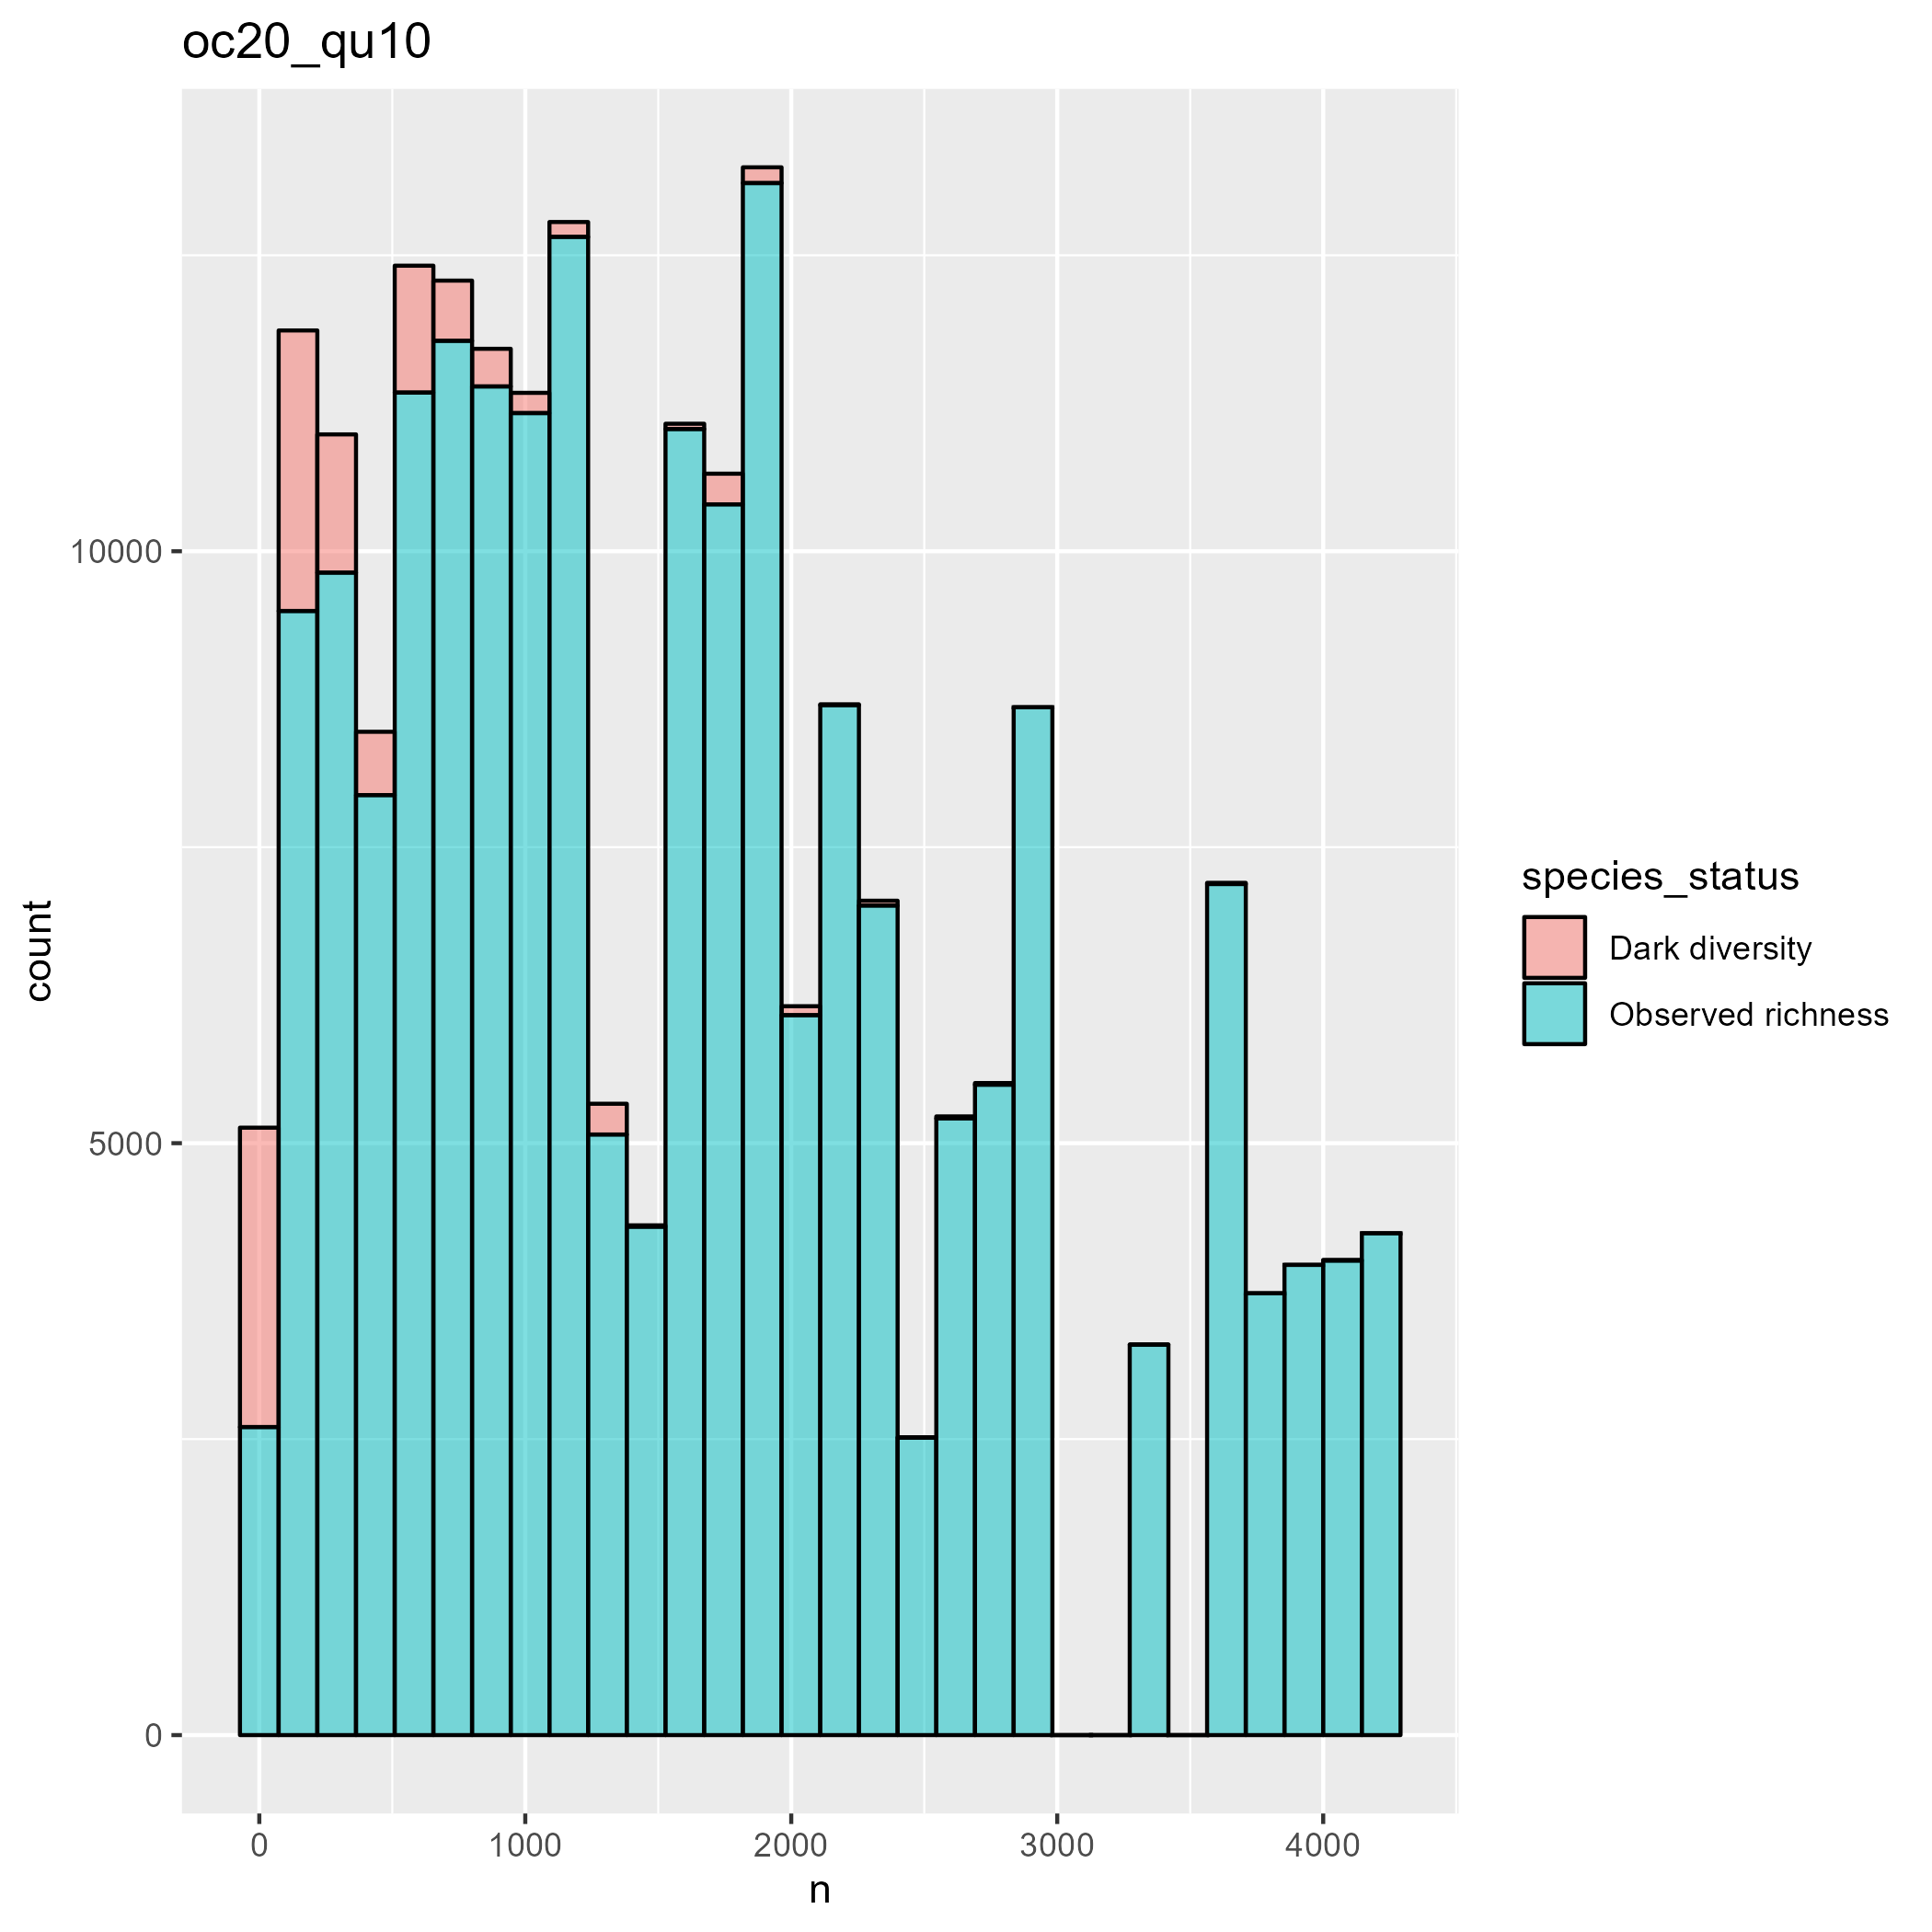 oc20_qu10
10000
5000
0
count
0 1000 2000 3000 4000
n
species_status
Dark diversity
Observed richness